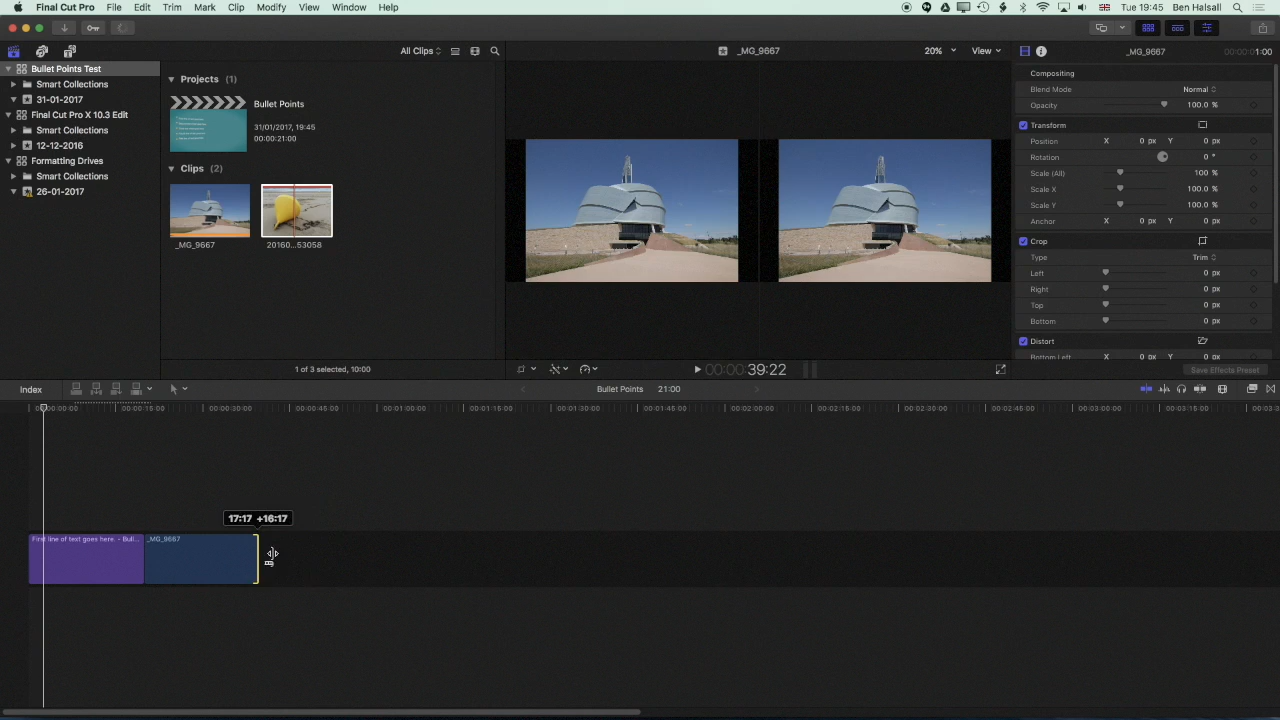 Final Cut Pro File Edit Trim Mark Clip Modify View Window Help Tue 19:45 Ben Halsall
All Clips _MG_9667 20% View _MG_9667 00:00:01:00
Bullet Points Test
Smart Collections
31-01-2017
Final Cut Pro X 10.3 Edit
Smart Collections
12-12-2016
Formatting Drives
Smart Collections
26-01-2017
Projects (1)
Bullet Points
31/01/2017, 19:45
00:00:21:00
Clips (2)
_MG_9667 20160...53058
1 of 3 selected, 10:00
00:00:39:22
Compositing
Blend Mode Normal
Opacity 100.0 %
Transform
Position X 0 px Y 0 px
Rotation 0 °
Scale (All) 100 %
Scale X 100.0 %
Scale Y 100.0 %
Anchor X 0 px Y 0 px
Crop
Type Trim
Left 0 px
Right 0 px
Top 0 px
Bottom 0 px
Distort
Bottom Left X 0 px Y 0 px
Save Effects Preset
Index Bullet Points 21:00
00:00:00:00 00:00:15:00 00:00:30:00 00:00:45:00 00:01:00:00 00:01:15:00 00:01:30:00 00:01:45:00 00:02:00:00 00:02:15:00 00:02:30:00 00:02:45:00 00:03:00:00 00:03:15:00
17:17 +16:17
First line of text goes here. - Bull... _MG_9667